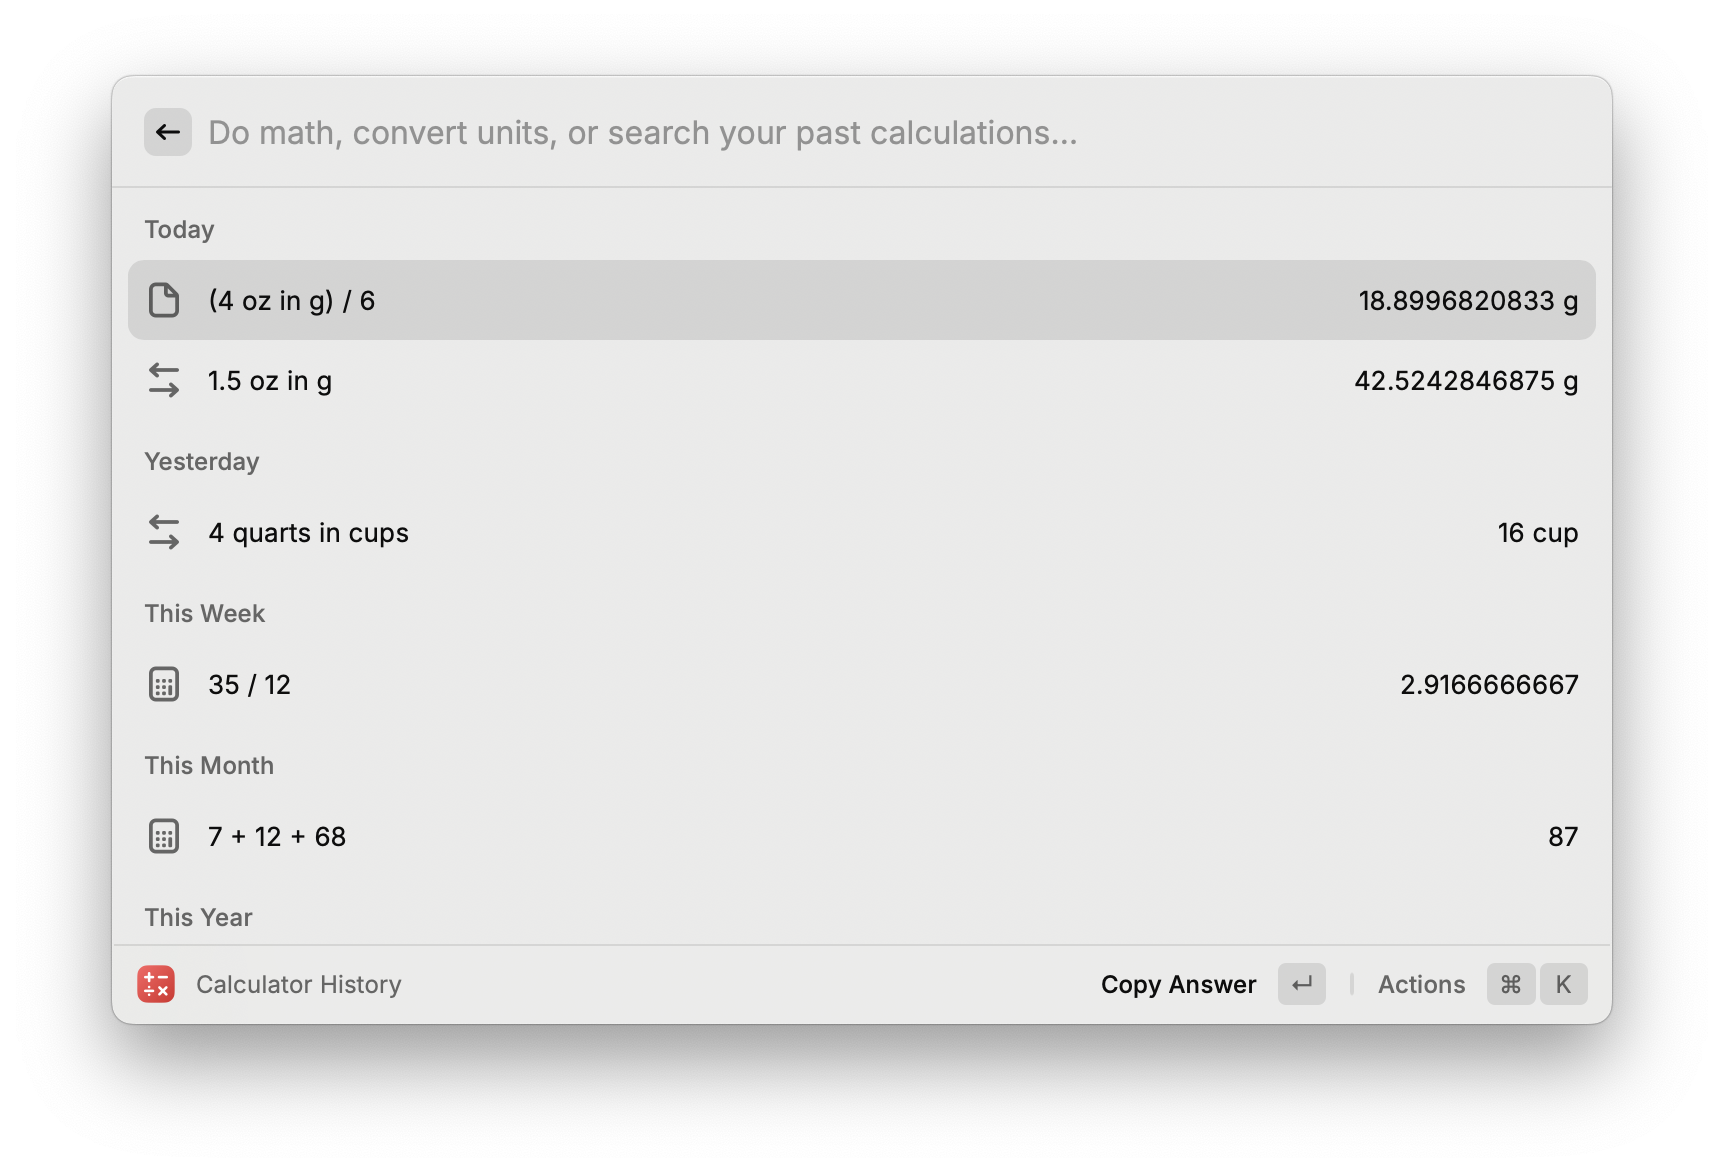 Do math, convert units, or search your past calculations...
Today
(4 oz in g) / 6 18.8996820833 g
1.5 oz in g 42.5242846875 g
Yesterday
4 quarts in cups 16 cup
This Week
35 / 12 2.9166666667
This Month
7 + 12 + 68 87
This Year
Calculator History Copy Answer ↵ Actions ⌘ K